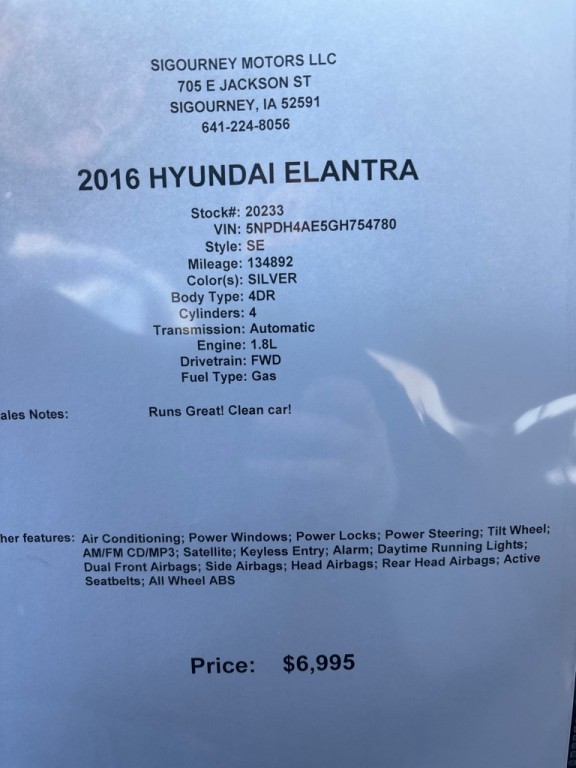 SIGOURNEY MOTORS LLC
705 E JACKSON ST
SIGOURNEY, IA 52591
641-224-8056
2016 HYUNDAI ELANTRA
Stock#: 20233
VIN: 5NPDH4AE5GH754780
Style: SE
Mileage: 134892
Color(s): SILVER
Body Type: 4DR
Cylinders: 4
Transmission: Automatic
Engine: 1.8L
Drivetrain: FWD
Fuel Type: Gas
ales Notes: Runs Great! Clean car!
her features: Air Conditioning; Power Windows; Power Locks; Power Steering; Tilt Wheel;
AM/FM CD/MP3; Satellite; Keyless Entry; Alarm; Daytime Running Lights;
Dual Front Airbags; Side Airbags; Head Airbags; Rear Head Airbags; Active
Seatbelts; All Wheel ABS
Price: $6,995